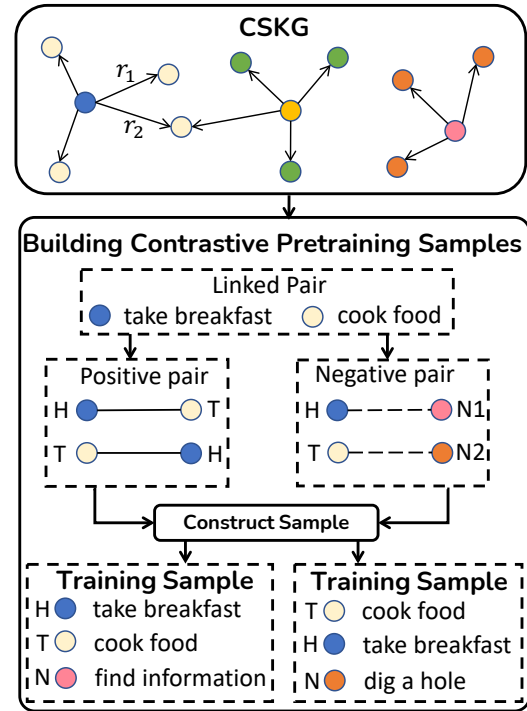 CSKG
r₁
r₂
Building Contrastive Pretraining Samples
Linked Pair
take breakfast cook food
Positive pair
H T
T H
Negative pair
H N1
T N2
Construct Sample
Training Sample
H take breakfast
T cook food
N find information
Training Sample
T cook food
H take breakfast
N dig a hole